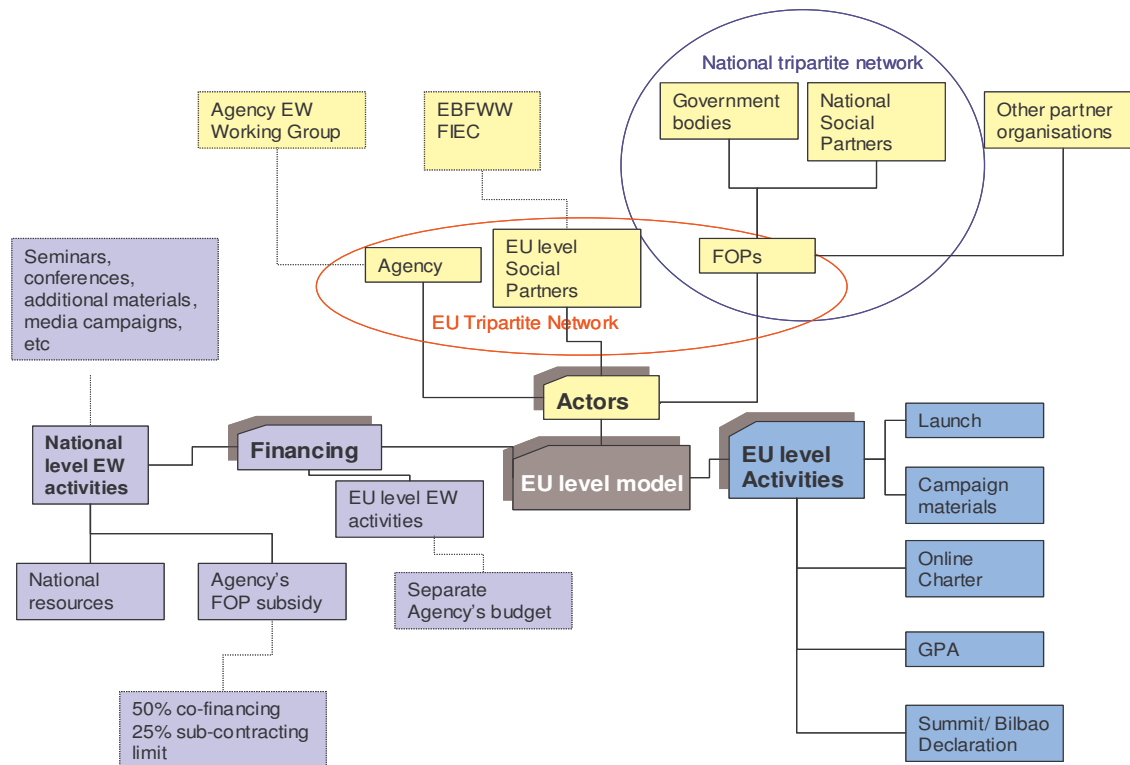 National tripartite network
Agency EW
Working Group
EBFWW
FIEC
Government
bodies
National
Social
Partners
Other partner
organisations
Seminars,
conferences,
additional materials,
media campaigns,
etc
Agency
EU level
Social
Partners
FOPs
EU Tripartite Network
Actors
National
level EW
activities
Financing
EU level model
EU level
Activities
Launch
Campaign
materials
Online
Charter
GPA
Summit/ Bilbao
Declaration
EU level EW
activities
National
resources
Agency's
FOP subsidy
Separate
Agency's budget
50% co-financing
25% sub-contracting
limit